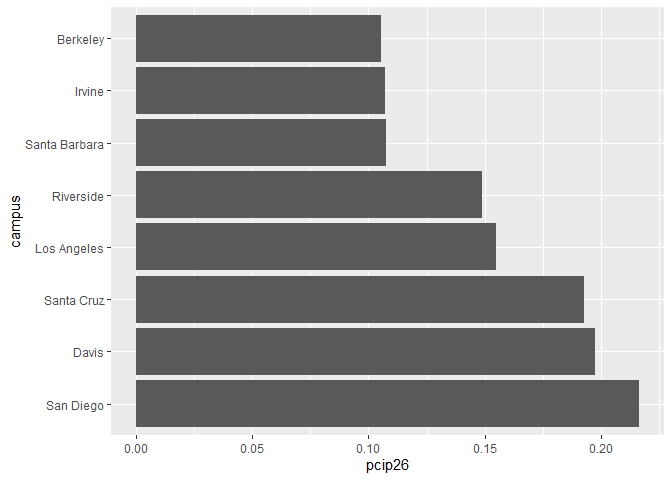 Berkeley
Irvine
Santa Barbara
Riverside
Los Angeles
Santa Cruz
Davis
San Diego
campus
0.00 0.05 0.10 0.15 0.20
pcip26